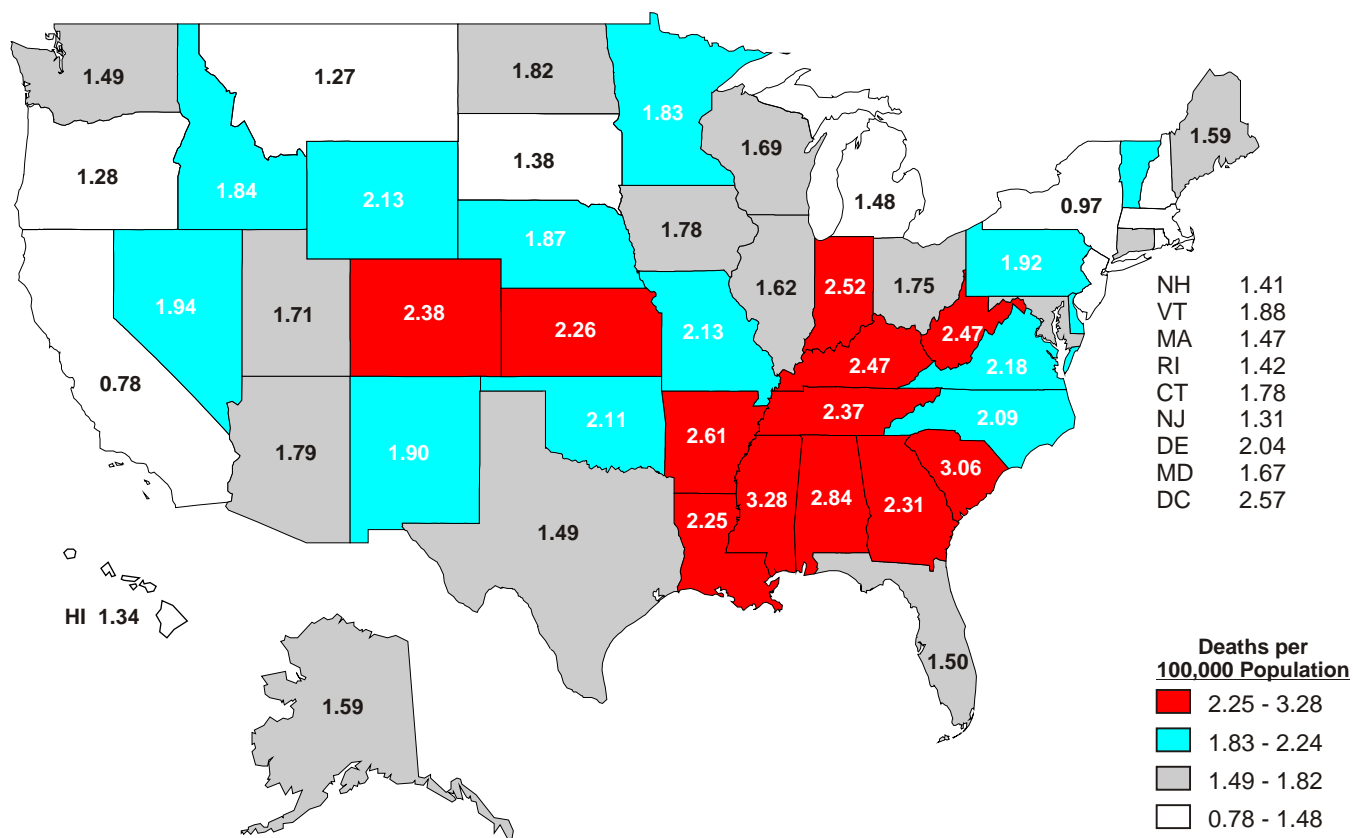 1.49
1.27
1.82
1.83
1.59
1.69
1.38
1.28
1.84
2.13
1.48
0.97
1.87
1.78
1.92
1.94
1.71
2.38
2.26
2.13
1.62
2.52
1.75
2.47
2.47
2.18
0.78
1.79
1.90
2.11
2.61
2.37
2.09
3.06
3.28
2.84
2.31
2.25
1.49
1.50
HI 1.34
1.59
NH 1.41
VT 1.88
MA 1.47
RI 1.42
CT 1.78
NJ 1.31
DE 2.04
MD 1.67
DC 2.57
Deaths per
100,000 Population
2.25 - 3.28
1.83 - 2.24
1.49 - 1.82
0.78 - 1.48